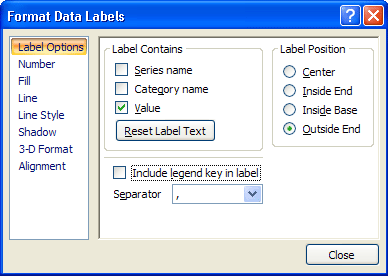 Format Data Labels
Label Options
Number
Fill
Line
Line Style
Shadow
3-D Format
Alignment
Label Contains
Series name
Category name
Value
Reset Label Text
Label Position
Center
Inside End
Inside Base
Outside End
Include legend key in label
Separator ,
Close